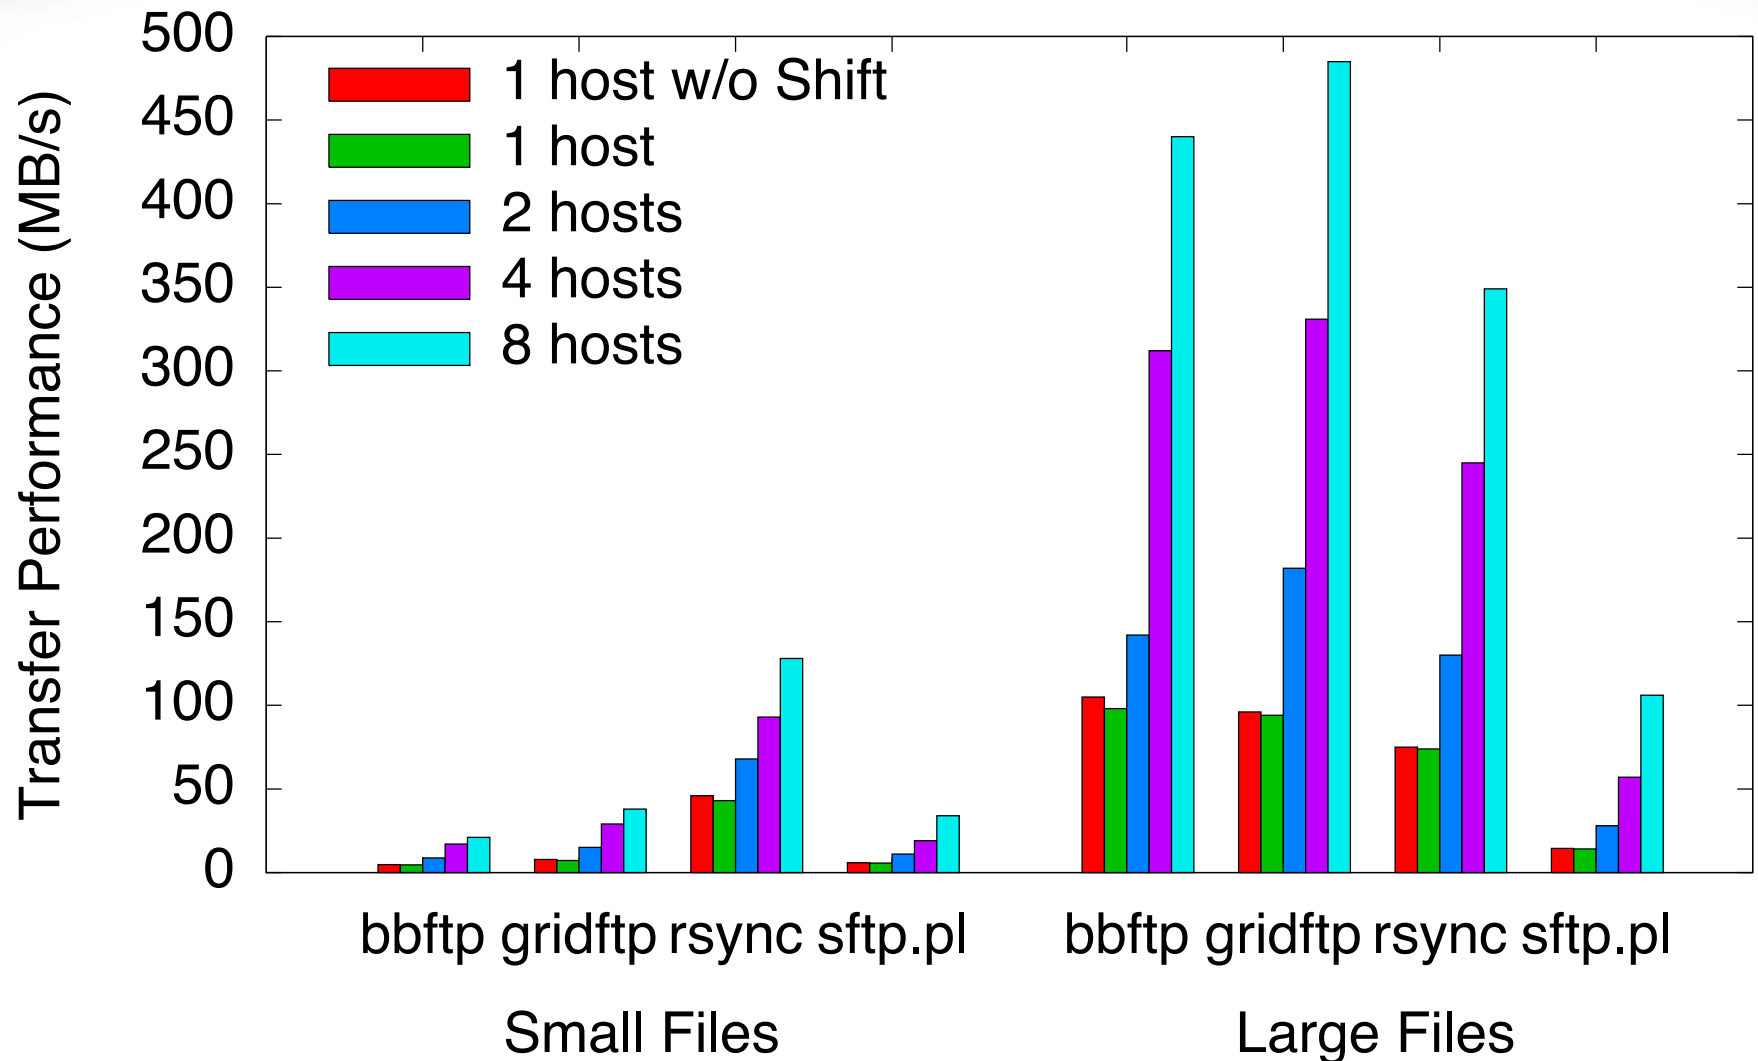 Transfer Performance (MB/s)
500
450
400
350
300
250
200
150
100
50
0
1 host w/o Shift
1 host
2 hosts
4 hosts
8 hosts
bbftp gridftp rsync sftp.pl bbftp gridftp rsync sftp.pl
Small Files Large Files